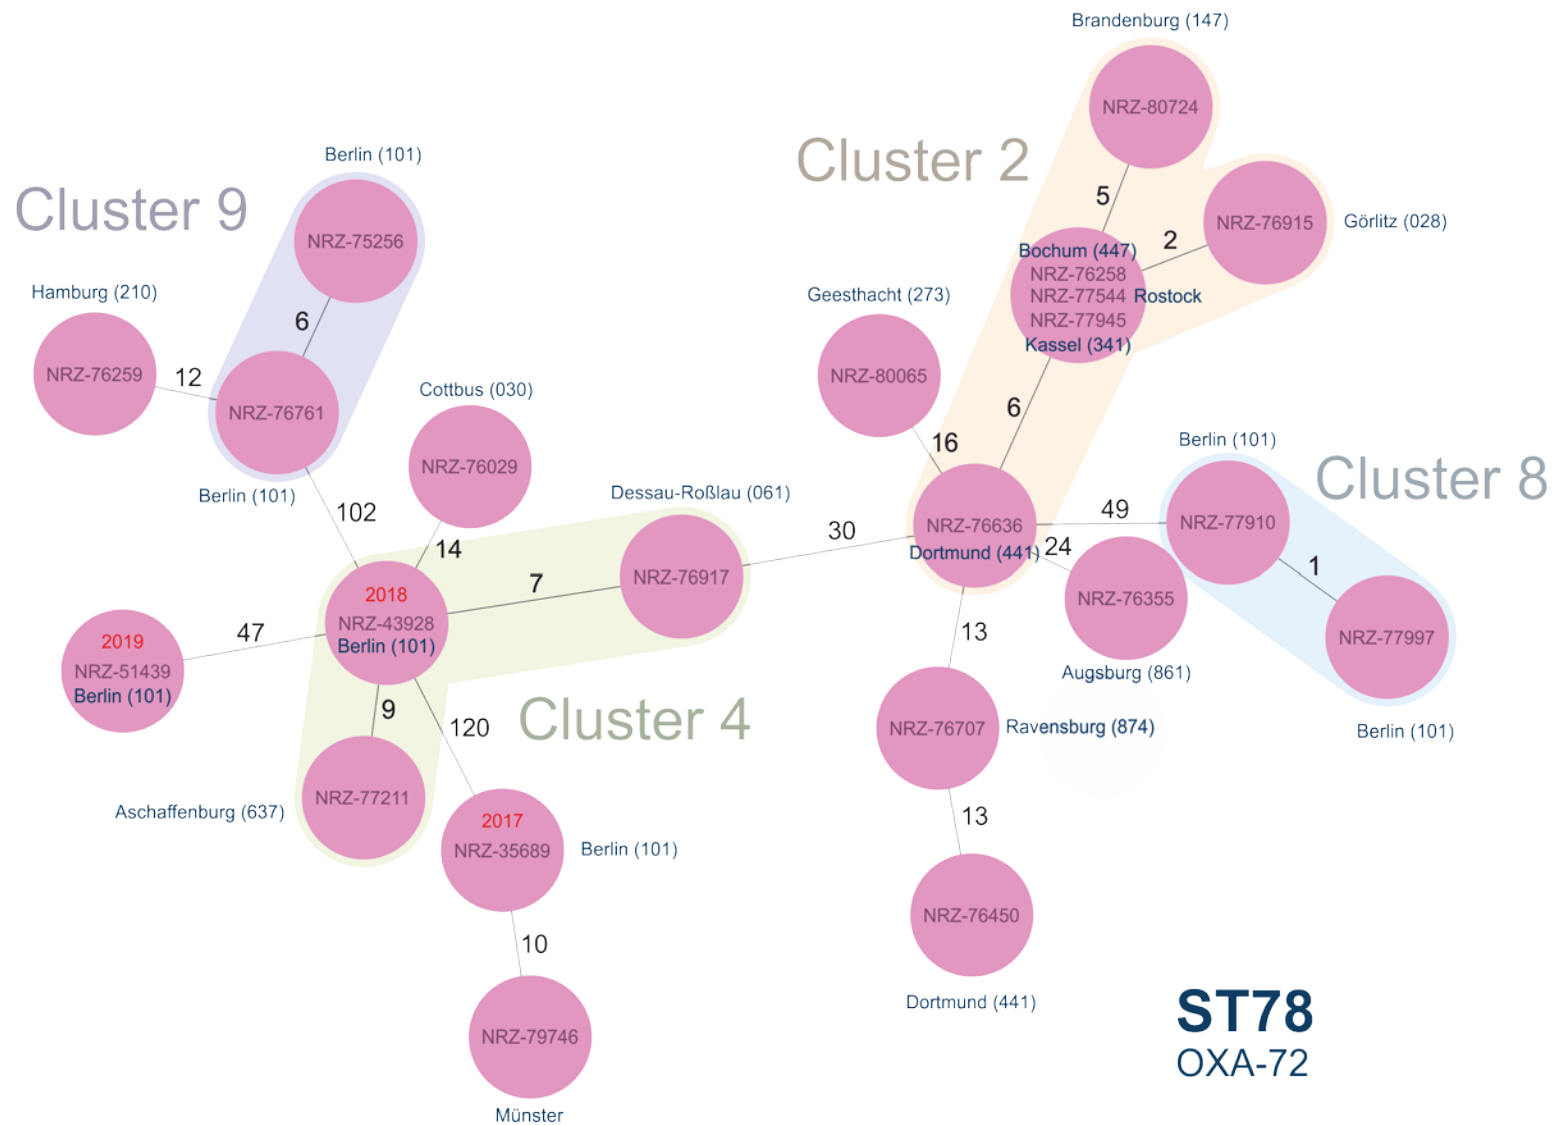 Brandenburg (147)
NRZ-80724
Cluster 2
Berlin (101)
Cluster 9
NRZ-75256
5
NRZ-76915
Görlitz (028)
2
Bochum (447)
NRZ-76258
NRZ-77544 Rostock
NRZ-77945
Kassel (341)
Hamburg (210)
NRZ-76259
6
12
NRZ-76761
Berlin (101)
Geesthacht (273)
NRZ-80065
6
16
Cottbus (030)
NRZ-76029
102
14
Berlin (101)
Cluster 8
NRZ-77910
Dessau-Roßlau (061)
NRZ-76917
30
NRZ-76636
Dortmund (441)
49
24
1
NRZ-76355
Augsburg (861)
NRZ-77997
Berlin (101)
2018
NRZ-43928
Berlin (101)
7
47
2019
NRZ-51439
Berlin (101)
13
9
120
Cluster 4
NRZ-76707
Ravensburg (874)
NRZ-77211
Aschaffenburg (637)
2017
NRZ-35689
Berlin (101)
13
NRZ-76450
Dortmund (441)
10
NRZ-79746
Münster
ST78
OXA-72